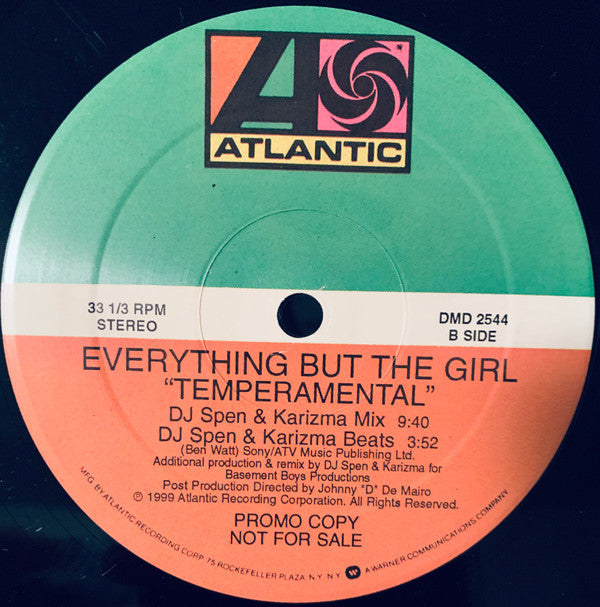 ATLANTIC
33 1/3 RPM
STEREO
DMD 2544
B SIDE
EVERYTHING BUT THE GIRL
"TEMPERAMENTAL"
DJ Spen & Karizma Mix 9:40
DJ Spen & Karizma Beats 3:52
(Ben Watt) Sony/ATV Music Publishing Ltd.
Additional production & remix by DJ Spen & Karizma for
Basement Boys Productions
Post Production Directed by Johnny "D" De Mairo
© 1999 Atlantic Recording Corporation. All Rights Reserved.
PROMO COPY
NOT FOR SALE
MFG. BY ATLANTIC RECORDING CORP. 75 ROCKEFELLER PLAZA, N.Y. N.Y. A WARNER COMMUNICATIONS COMPANY